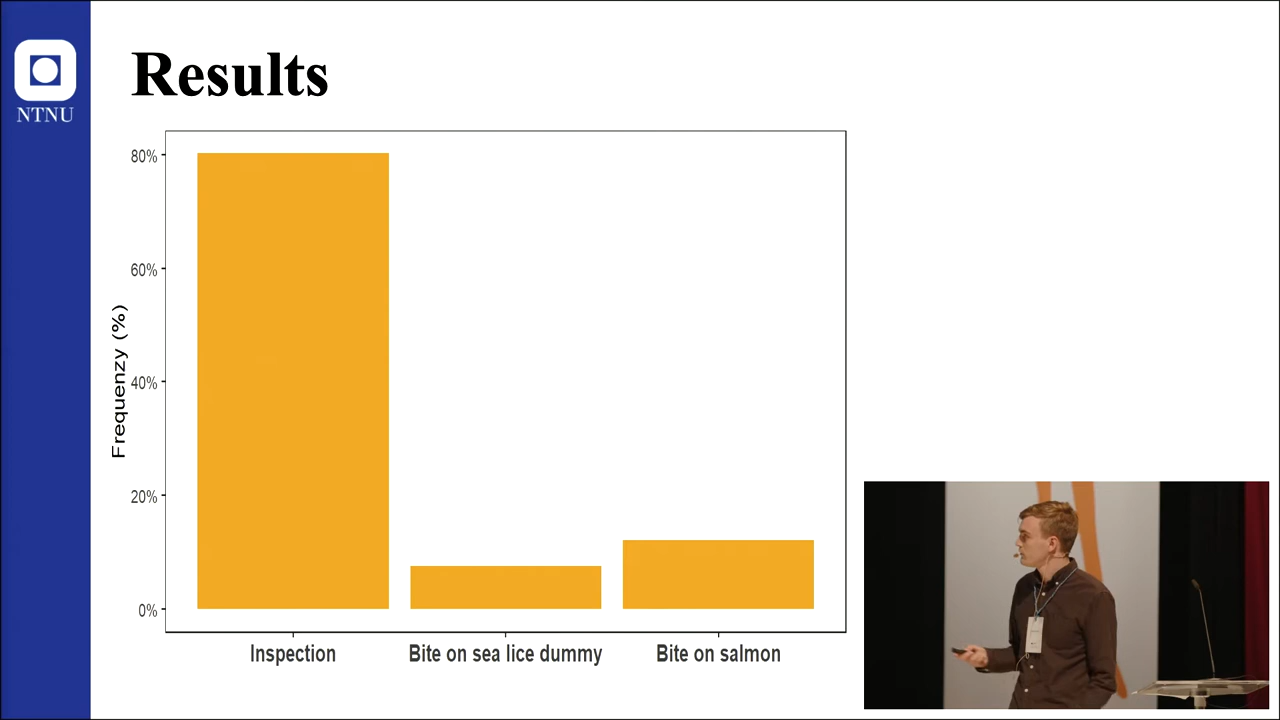 NTNU
Results
Frequenzy (%)
80%
60%
40%
20%
0%
Inspection
Bite on sea lice dummy
Bite on salmon